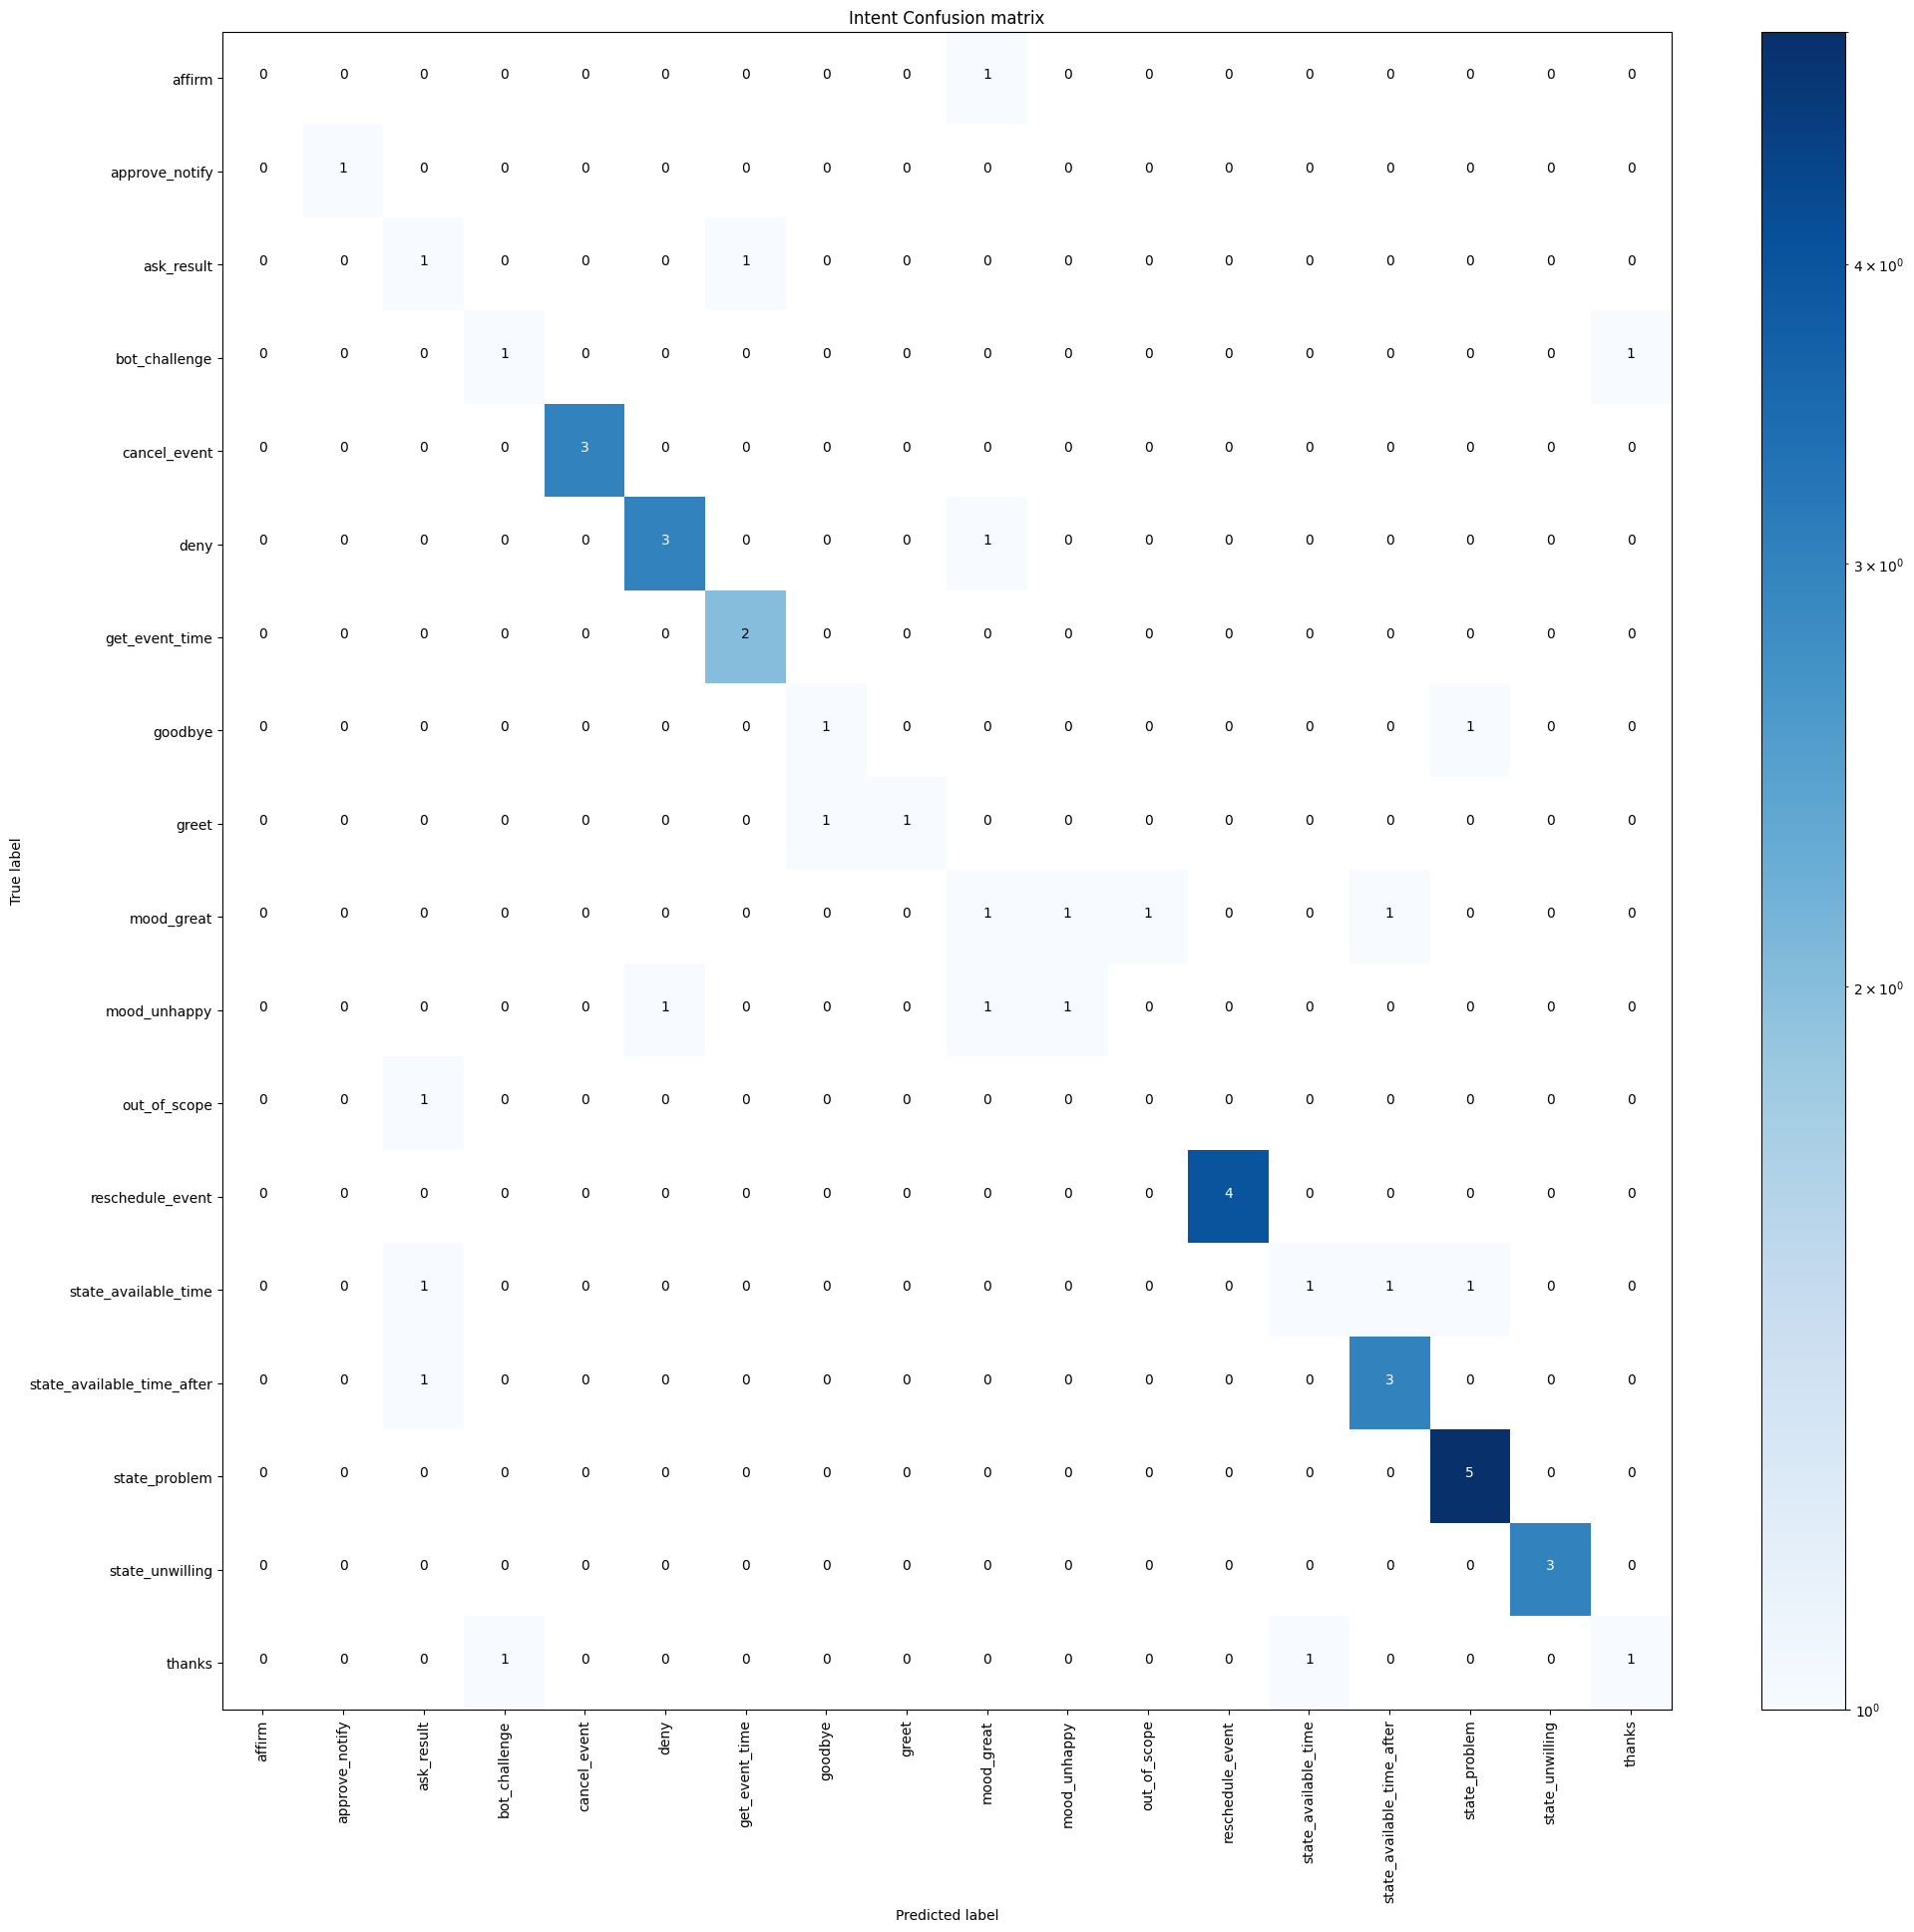 Intent Confusion matrix
affirm 0 0 0 0 0 0 0 0 0 1 0 0 0 0 0 0 0 0
approve_notify 0 1 0 0 0 0 0 0 0 0 0 0 0 0 0 0 0 0
ask_result 0 0 1 0 0 0 1 0 0 0 0 0 0 0 0 0 0 0
4 × 10⁰
bot_challenge 0 0 0 1 0 0 0 0 0 0 0 0 0 0 0 0 0 1
cancel_event 0 0 0 0 3 0 0 0 0 0 0 0 0 0 0 0 0 0
deny 0 0 0 0 0 3 0 0 0 1 0 0 0 0 0 0 0 0
3 × 10⁰
get_event_time 0 0 0 0 0 0 2 0 0 0 0 0 0 0 0 0 0 0
goodbye 0 0 0 0 0 0 0 1 0 0 0 0 0 0 0 1 0 0
greet 0 0 0 0 0 0 0 1 1 0 0 0 0 0 0 0 0 0
True label
mood_great 0 0 0 0 0 0 0 0 0 1 1 1 0 0 1 0 0 0
2 × 10⁰
mood_unhappy 0 0 0 0 0 1 0 0 0 1 1 0 0 0 0 0 0 0
out_of_scope 0 0 1 0 0 0 0 0 0 0 0 0 0 0 0 0 0 0
reschedule_event 0 0 0 0 0 0 0 0 0 0 0 0 4 0 0 0 0 0
state_available_time 0 0 1 0 0 0 0 0 0 0 0 0 0 1 1 1 0 0
state_available_time_after 0 0 1 0 0 0 0 0 0 0 0 0 0 0 3 0 0 0
state_problem 0 0 0 0 0 0 0 0 0 0 0 0 0 0 0 5 0 0
state_unwilling 0 0 0 0 0 0 0 0 0 0 0 0 0 0 0 0 3 0
thanks 0 0 0 1 0 0 0 0 0 0 0 0 0 1 0 0 0 1
10⁰
affirm
approve_notify
ask_result
bot_challenge
cancel_event
deny
get_event_time
goodbye
greet
mood_great
mood_unhappy
out_of_scope
reschedule_event
state_available_time
state_available_time_after
state_problem
state_unwilling
thanks
Predicted label